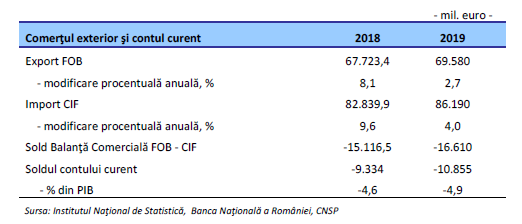 - mil. euro -
Comerţul exterior şi contul curent 2018 2019
Export FOB 67.723,4 69.580
- modificare procentuală anuală, % 8,1 2,7
Import CIF 82.839,9 86.190
- modificare procentuală anuală, % 9,6 4,0
Sold Balanţă Comercială FOB - CIF -15.116,5 -16.610
Soldul contului curent -9.334 -10.855
- % din PIB -4,6 -4,9
Sursa: Institutul Naţional de Statistică, Banca Naţională a României, CNSP